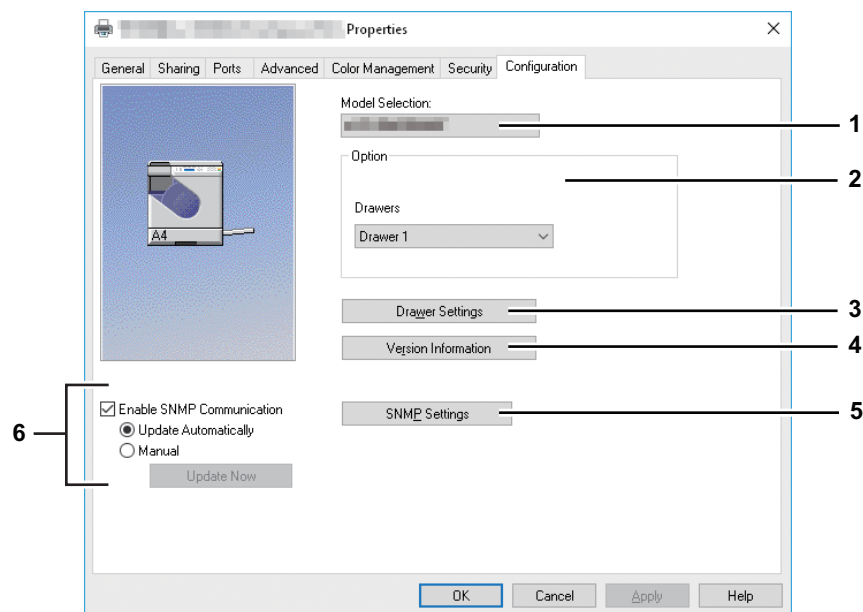 Properties
General Sharing Ports Advanced Color Management Security Configuration
Model Selection:
1
Option
2
Drawers
Drawer 1
A4
Drawer Settings
3
Version Information
4
Enable SNMP Communication
SNMP Settings
5
6
Update Automatically
Manual
Update Now
OK Cancel Apply Help